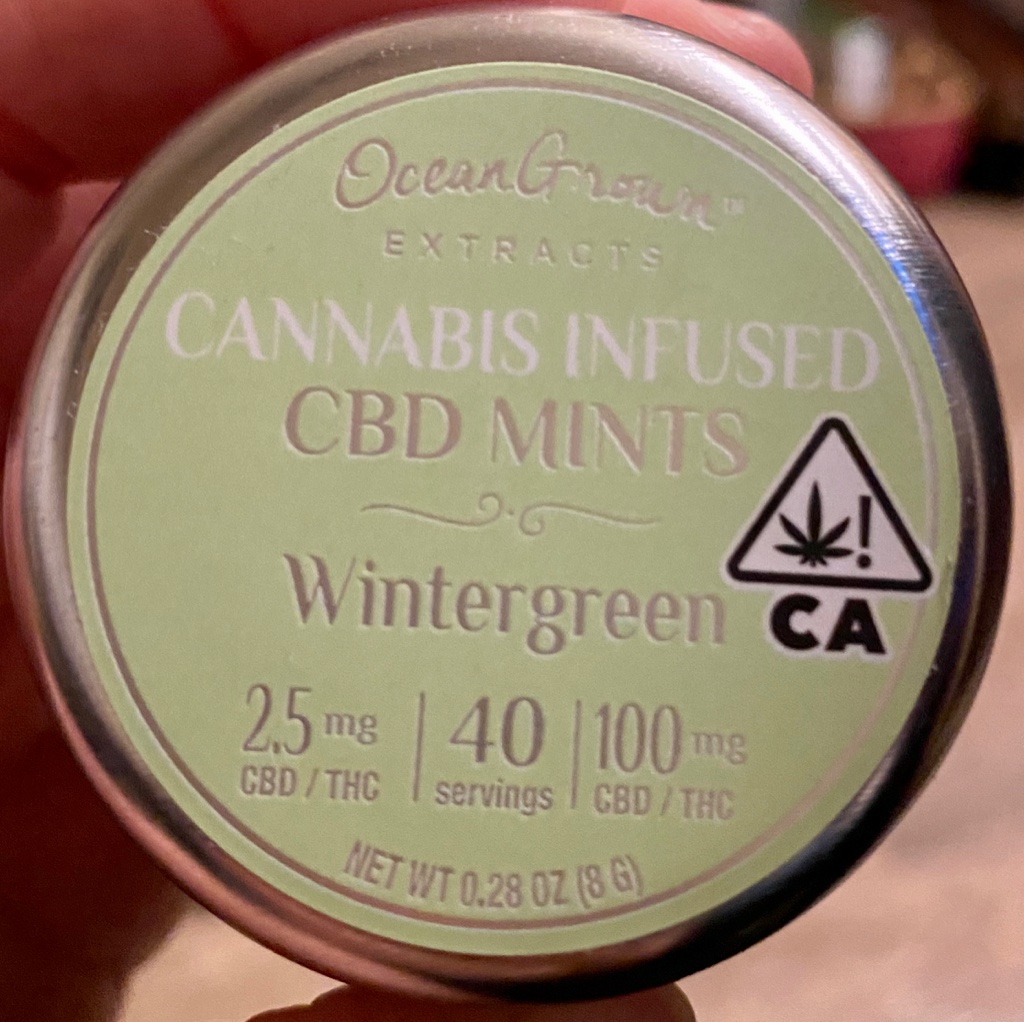 OceanGrown™
EXTRACTS
CANNABIS INFUSED
CBD MINTS
Wintergreen
CA
2.5 mg CBD / THC
40 servings
100 mg CBD / THC
NET WT 0.28 OZ (8 G)